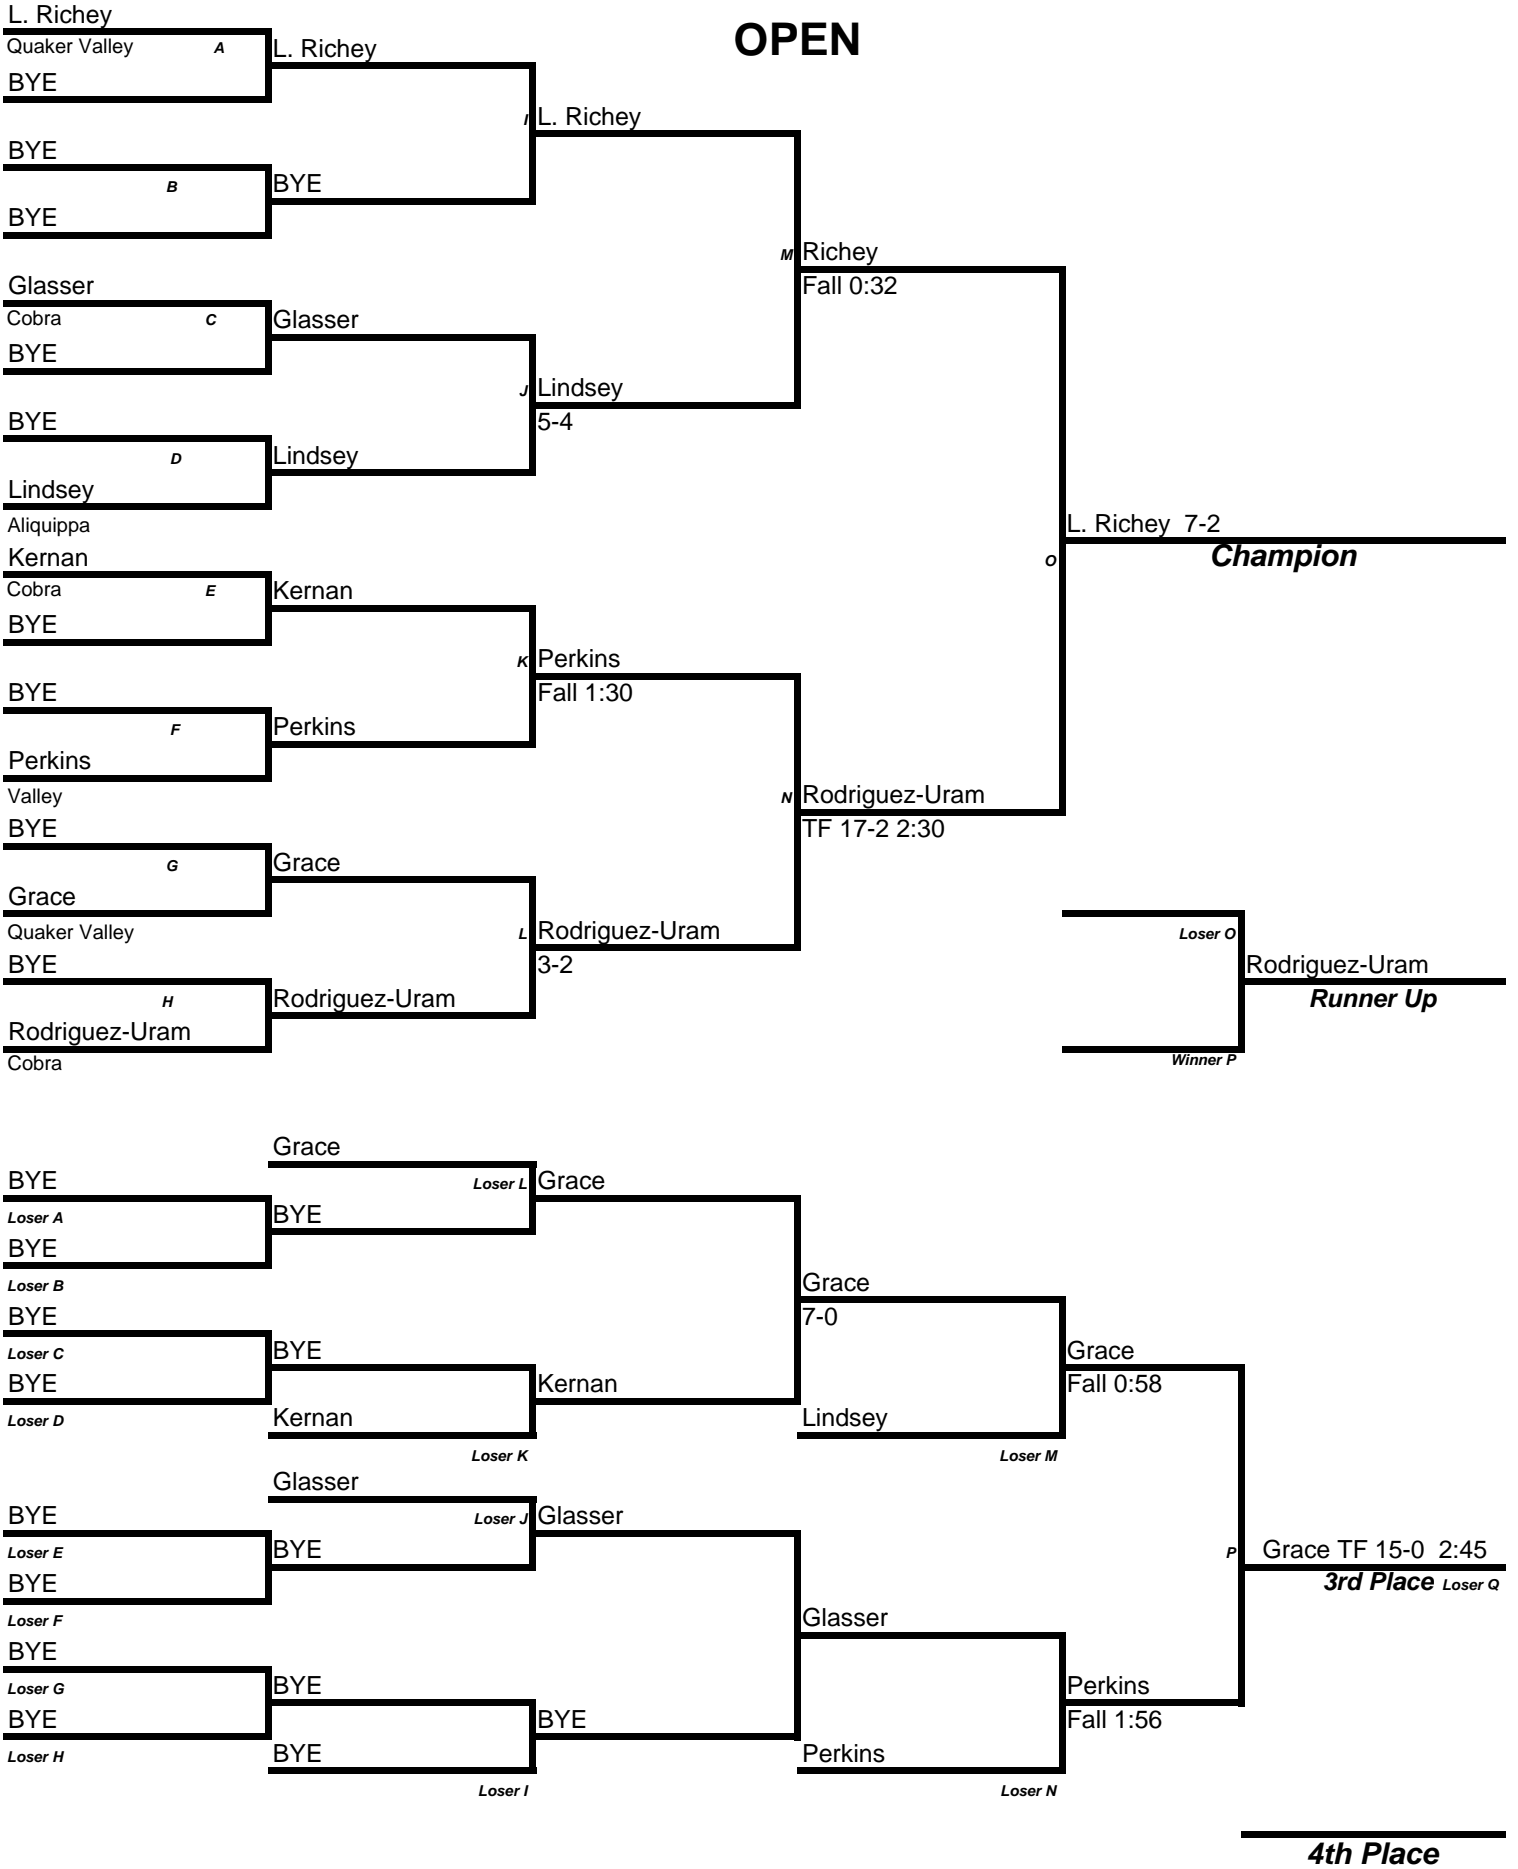 L. Richey
OPEN
Quaker Valley A L. Richey
BYE
I L. Richey
BYE
B BYE
BYE
M Richey
Glasser Fall 0:32
Cobra C Glasser
BYE
J Lindsey
BYE 5-4
D Lindsey
Lindsey
Aliquippa L. Richey 7-2
Kernan O Champion
Cobra E Kernan
BYE
K Perkins
BYE Fall 1:30
F Perkins
Perkins
Valley N Rodriguez-Uram
BYE TF 17-2 2:30
G Grace
Grace
Quaker Valley L Rodriguez-Uram Loser O
BYE 3-2 Rodriguez-Uram
H Rodriguez-Uram Runner Up
Rodriguez-Uram
Cobra Winner P
Grace
BYE Loser L Grace
Loser A BYE
BYE
Loser B Grace
BYE 7-0
Loser C BYE Grace
BYE Kernan Fall 0:58
Loser D Kernan Lindsey
Loser K Loser M
Glasser
BYE Loser J Glasser
Loser E BYE P Grace TF 15-0 2:45
BYE 3rd Place Loser Q
Loser F Glasser
BYE
Loser G BYE Perkins
BYE BYE Fall 1:56
Loser H BYE Perkins
Loser I Loser N
4th Place